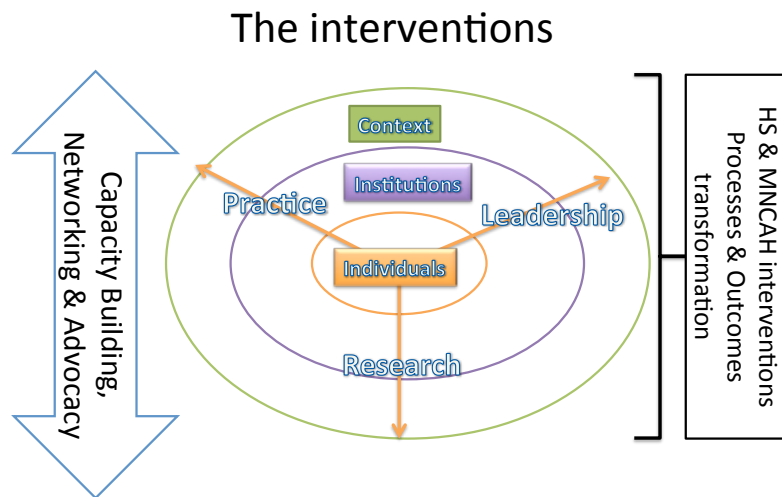 The interventions
Capacity Building,
Networking & Advocacy
Context
Institutions
Practice
Leadership
Individuals
Research
HS & MNCAH interventions
Processes & Outcomes
transformation